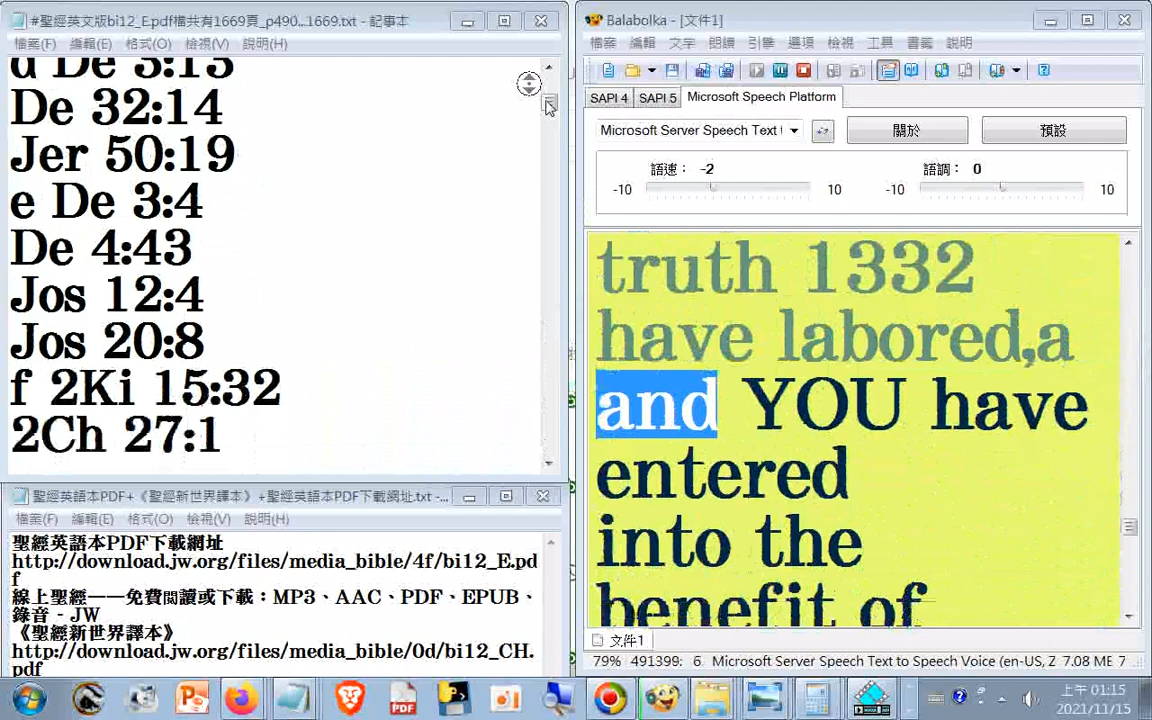 #聖經英文版bi12_E.pdf檔共有1669頁_p490...1669.txt - 記事本
檔案(F) 編輯(E) 格式(O) 檢視(V) 說明(H)
d De 3:13
De 32:14
Jer 50:19
e De 3:4
De 4:43
Jos 12:4
Jos 20:8
f 2Ki 15:32
2Ch 27:1
聖經英語本PDF+《聖經新世界譯本》+聖經英語本PDF下載網址.txt -...
檔案(F) 編輯(E) 格式(O) 檢視(V) 說明(H)
聖經英語本PDF下載網址
http://download.jw.org/files/media_bible/4f/bi12_E.pd
f
線上聖經——免費閱讀或下載：MP3、AAC、PDF、EPUB、
錄音 - JW
《聖經新世界譯本》
http://download.jw.org/files/media_bible/0d/bi12_CH.
pdf
Balabolka - [文件1]
檔案 編輯 文字 朗讀 引擎 選項 檢視 工具 書籤 說明
SAPI 4 SAPI 5 Microsoft Speech Platform
Microsoft Server Speech Text 關於 預設
語速： -2 語調： 0
-10 10 -10 10
truth 1332
have labored,a
and YOU have
entered
into the
benefit of
文件1
79% 491399: 6 Microsoft Server Speech Text to Speech Voice (en-US, Z 7.08 ME 7
上午 01:15
2021/11/15